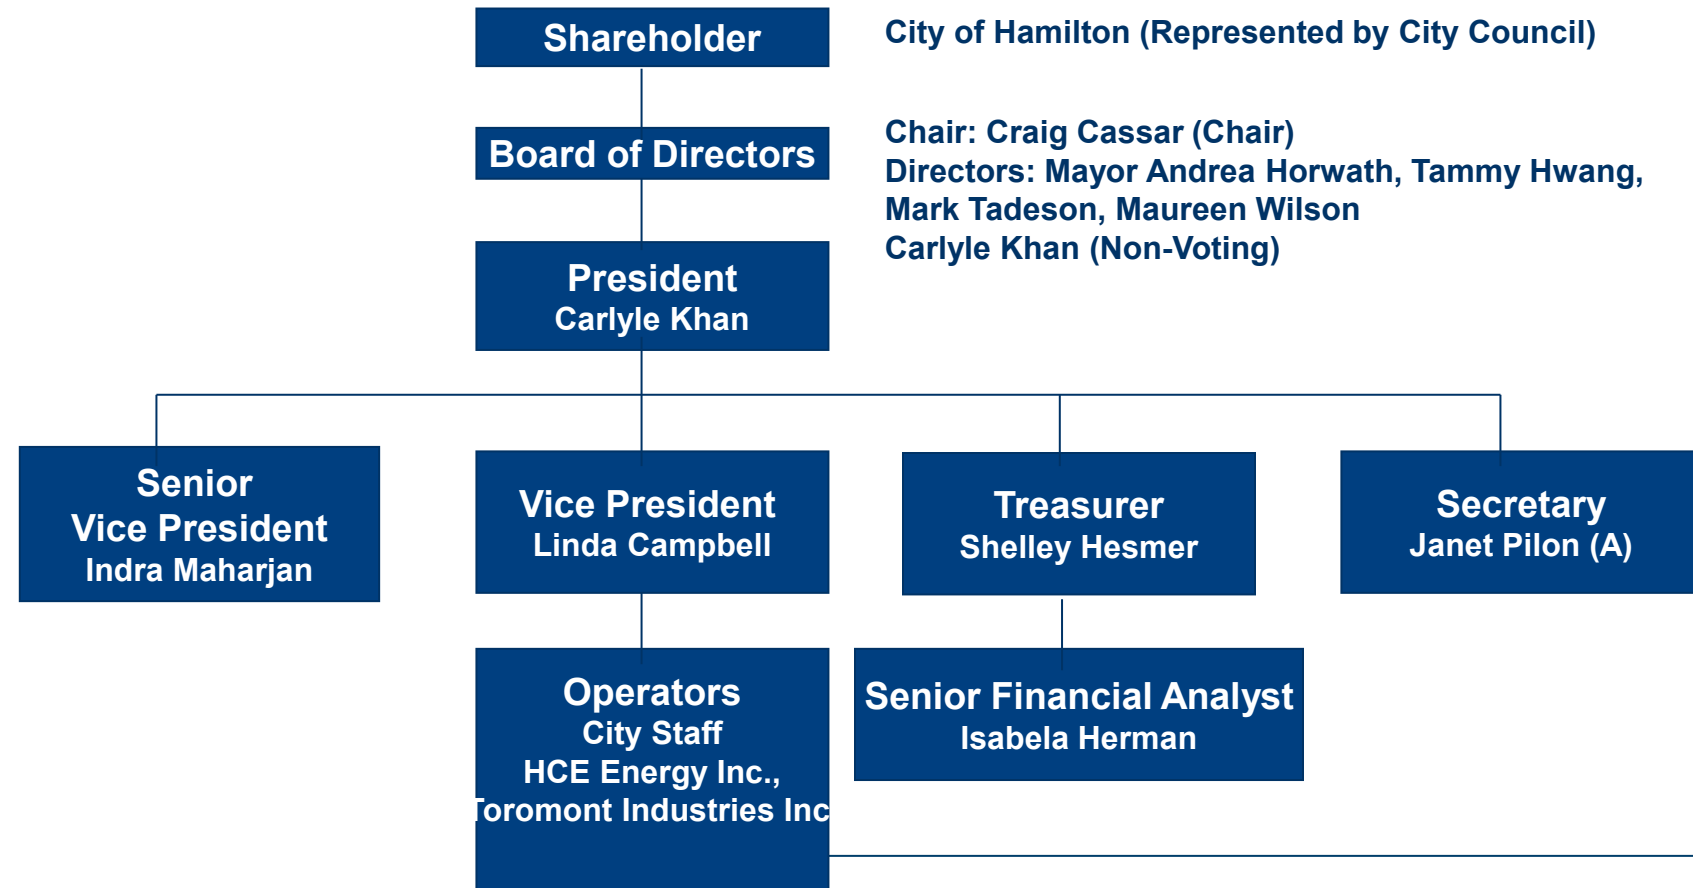 Shareholder
City of Hamilton (Represented by City Council)
Board of Directors
Chair: Craig Cassar (Chair)
Directors: Mayor Andrea Horwath, Tammy Hwang,
Mark Tadeson, Maureen Wilson
Carlyle Khan (Non-Voting)
President
Carlyle Khan
Senior
Vice President
Indra Maharjan
Vice President
Linda Campbell
Treasurer
Shelley Hesmer
Secretary
Janet Pilon (A)
Operators
City Staff
HCE Energy Inc.,
Toromont Industries Inc
Senior Financial Analyst
Isabela Herman